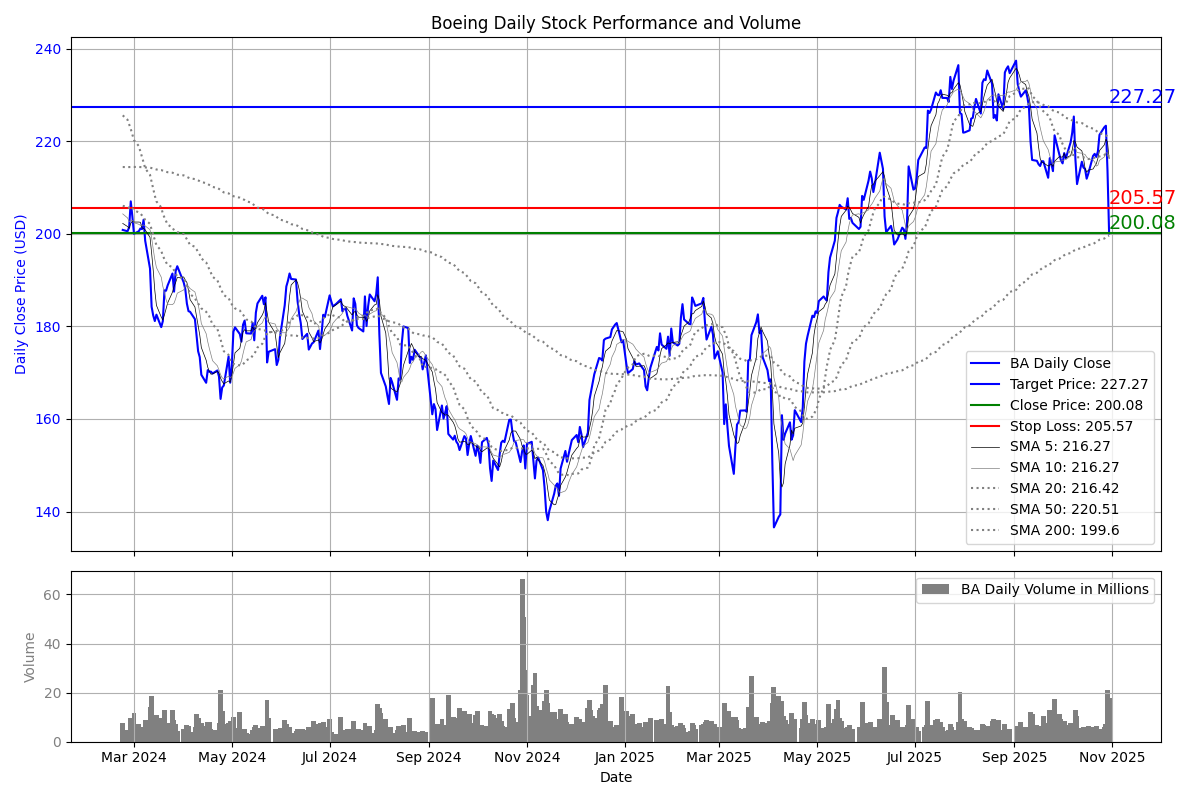 Boeing Daily Stock Performance and Volume
Daily Close Price (USD)
240
220
200
180
160
140
227.27
205.57
200.08
BA Daily Close
Target Price: 227.27
Close Price: 200.08
Stop Loss: 205.57
SMA 5: 216.27
SMA 10: 216.27
SMA 20: 216.42
SMA 50: 220.51
SMA 200: 199.6
Volume
60
40
20
0
BA Daily Volume in Millions
Mar 2024 May 2024 Jul 2024 Sep 2024 Nov 2024 Jan 2025 Mar 2025 May 2025 Jul 2025 Sep 2025 Nov 2025
Date